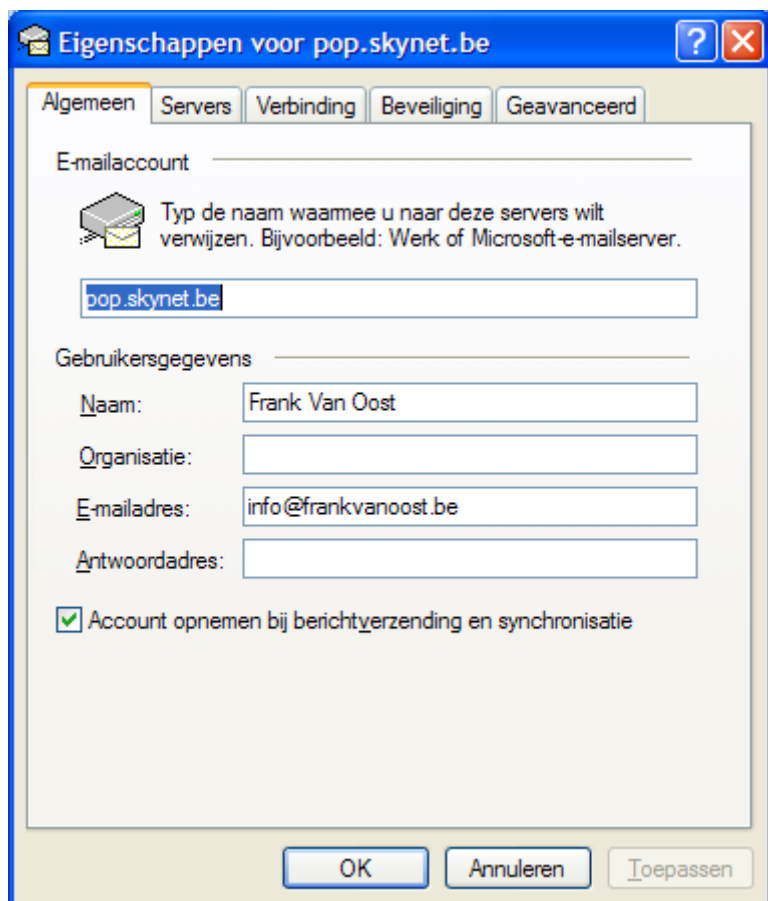 Eigenschappen voor pop.skynet.be
Algemeen Servers Verbinding Beveiliging Geavanceerd
E-mailaccount
Typ de naam waarmee u naar deze servers wilt
verwijzen. Bijvoorbeeld: Werk of Microsoft-e-mailserver.
pop.skynet.be
Gebruikersgegevens
Naam: Frank Van Oost
Organisatie:
E-mailadres: info@frankvanoost.be
Antwoordadres:
Account opnemen bij berichtverzending en synchronisatie
OK Annuleren Toepassen